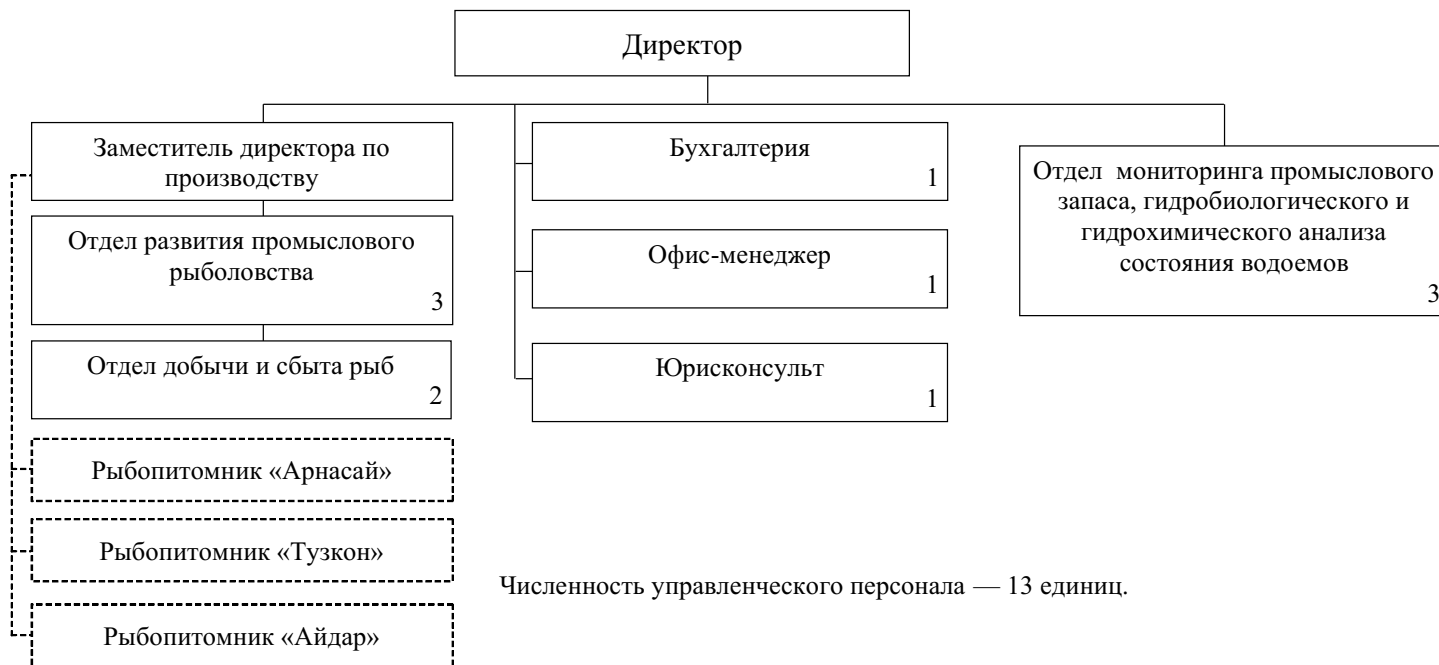 Директор
Заместитель директора по
производству
Отдел развития промыслового
рыболовства
3
Отдел добычи и сбыта рыб
2
Рыбопитомник «Арнасай»
Рыбопитомник «Тузкон»
Рыбопитомник «Айдар»
Бухгалтерия
1
Офис-менеджер
1
Юрисконсульт
1
Отдел мониторинга промыслового
запаса, гидробиологического и
гидрохимического анализа
состояния водоемов
3
Численность управленческого персонала — 13 единиц.